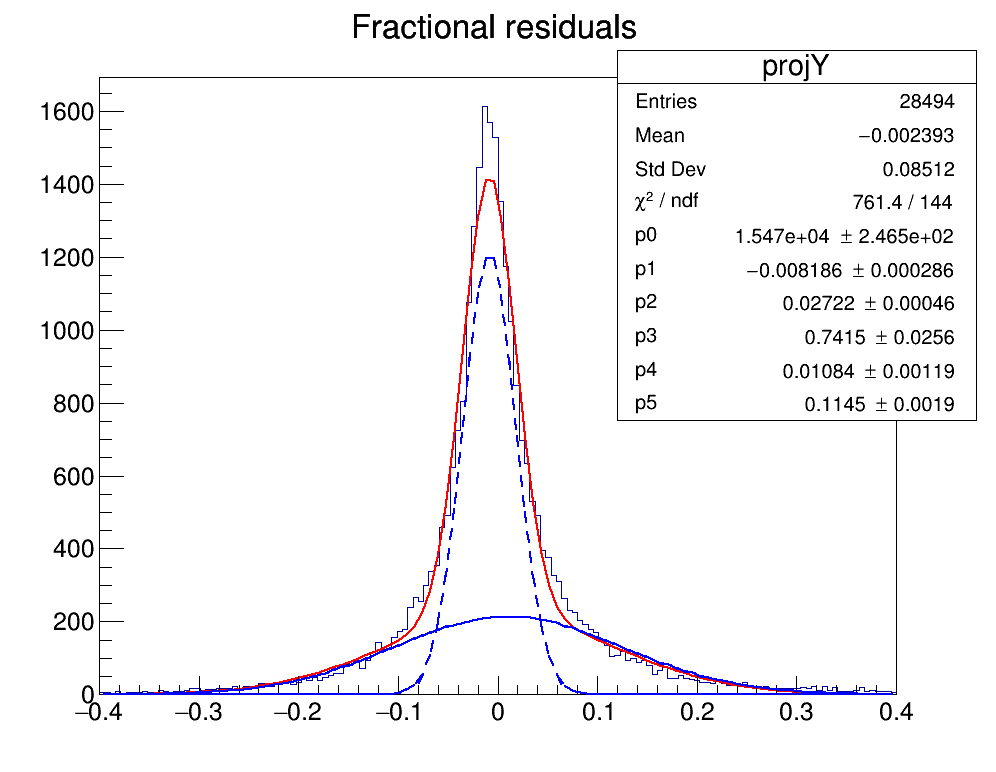 Fractional residuals
projY
Entries 28494
Mean −0.002393
Std Dev 0.08512
χ² / ndf 761.4 / 144
p0 1.547e+04 ± 2.465e+02
p1 −0.008186 ± 0.000286
p2 0.02722 ± 0.00046
p3 0.7415 ± 0.0256
p4 0.01084 ± 0.00119
p5 0.1145 ± 0.0019
1600
1400
1200
1000
800
600
400
200
0
−0.4 −0.3 −0.2 −0.1 0 0.1 0.2 0.3 0.4